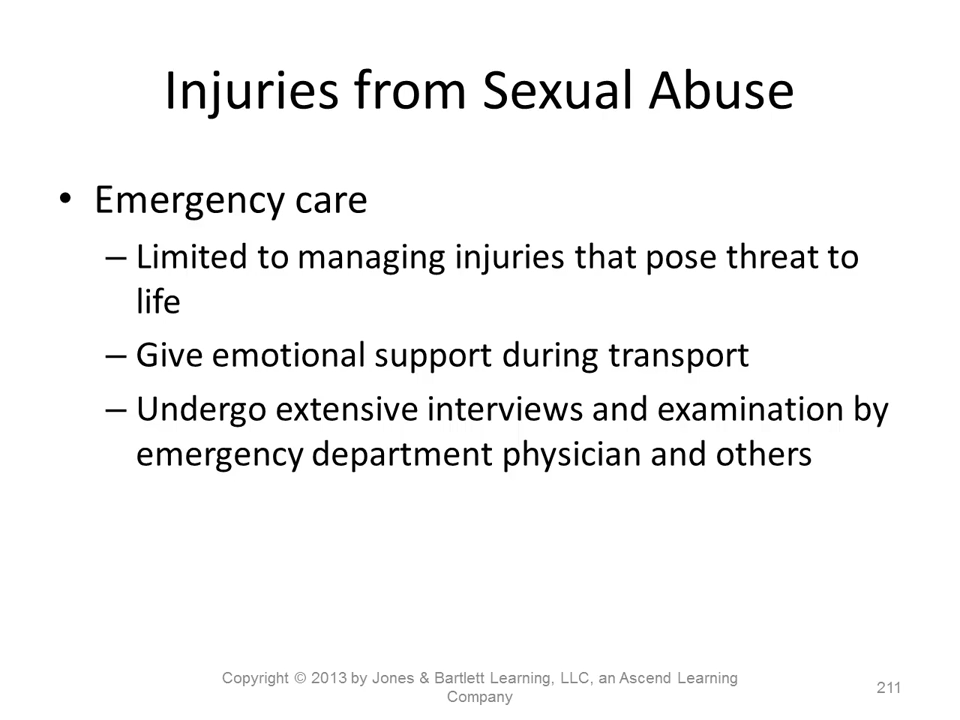 Injuries from Sexual Abuse
• Emergency care
– Limited to managing injuries that pose threat to
life
– Give emotional support during transport
– Undergo extensive interviews and examination by
emergency department physician and others
Copyright © 2013 by Jones & Bartlett Learning, LLC, an Ascend Learning
Company
211